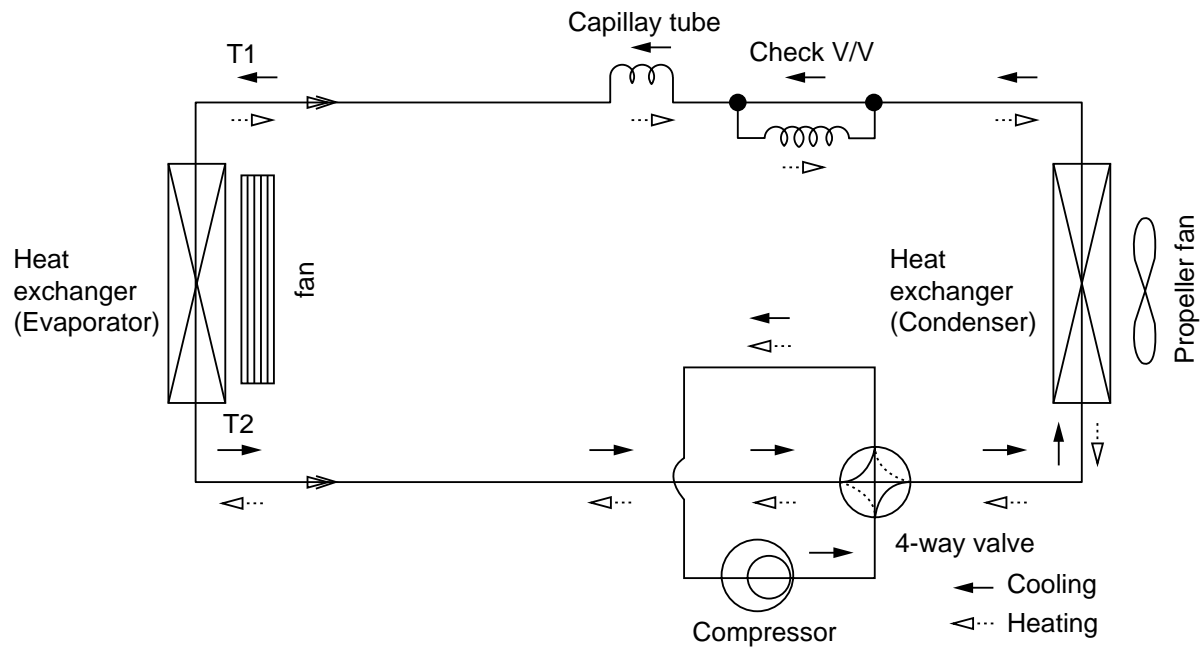 Capillay tube
Check V/V
T1
Heat
exchanger
(Evaporator)
fan
Heat
exchanger
(Condenser)
Propeller fan
T2
4-way valve
Cooling
Heating
Compressor